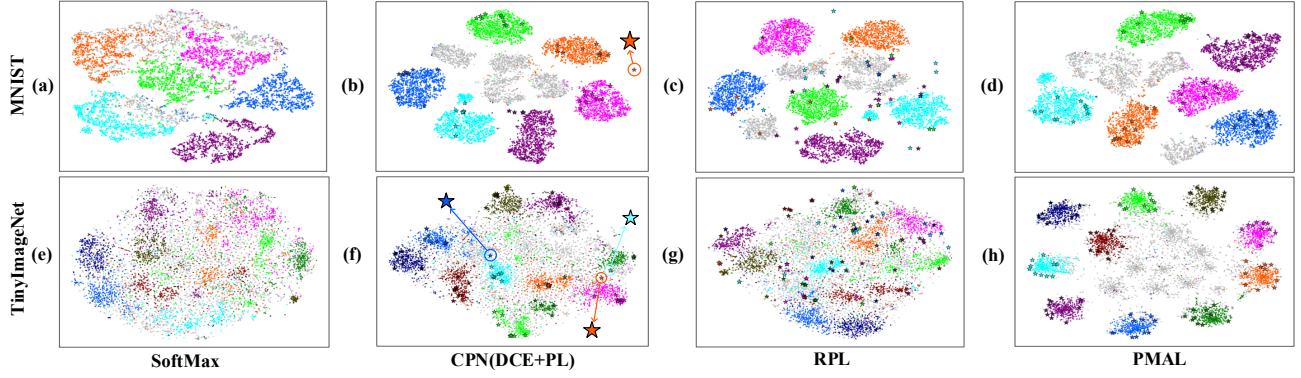 MNIST
(a)
(b)
(c)
(d)
TinyImageNet
(e)
(f)
(g)
(h)
SoftMax
CPN(DCE+PL)
RPL
PMAL